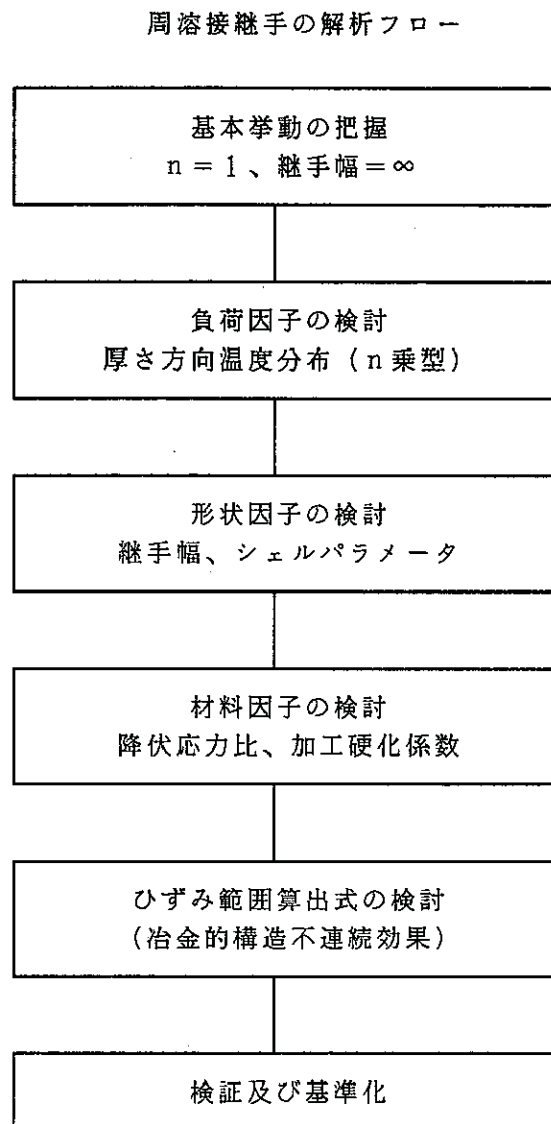 周溶接継手の解析フロー
基本挙動の把握
n = 1、継手幅 = ∞
負荷因子の検討
厚さ方向温度分布 (n 乗型)
形状因子の検討
継手幅、シェルパラメータ
材料因子の検討
降伏応力比、加工硬化係数
ひずみ範囲算出式の検討
(冶金的構造不連続効果)
検証及び基準化